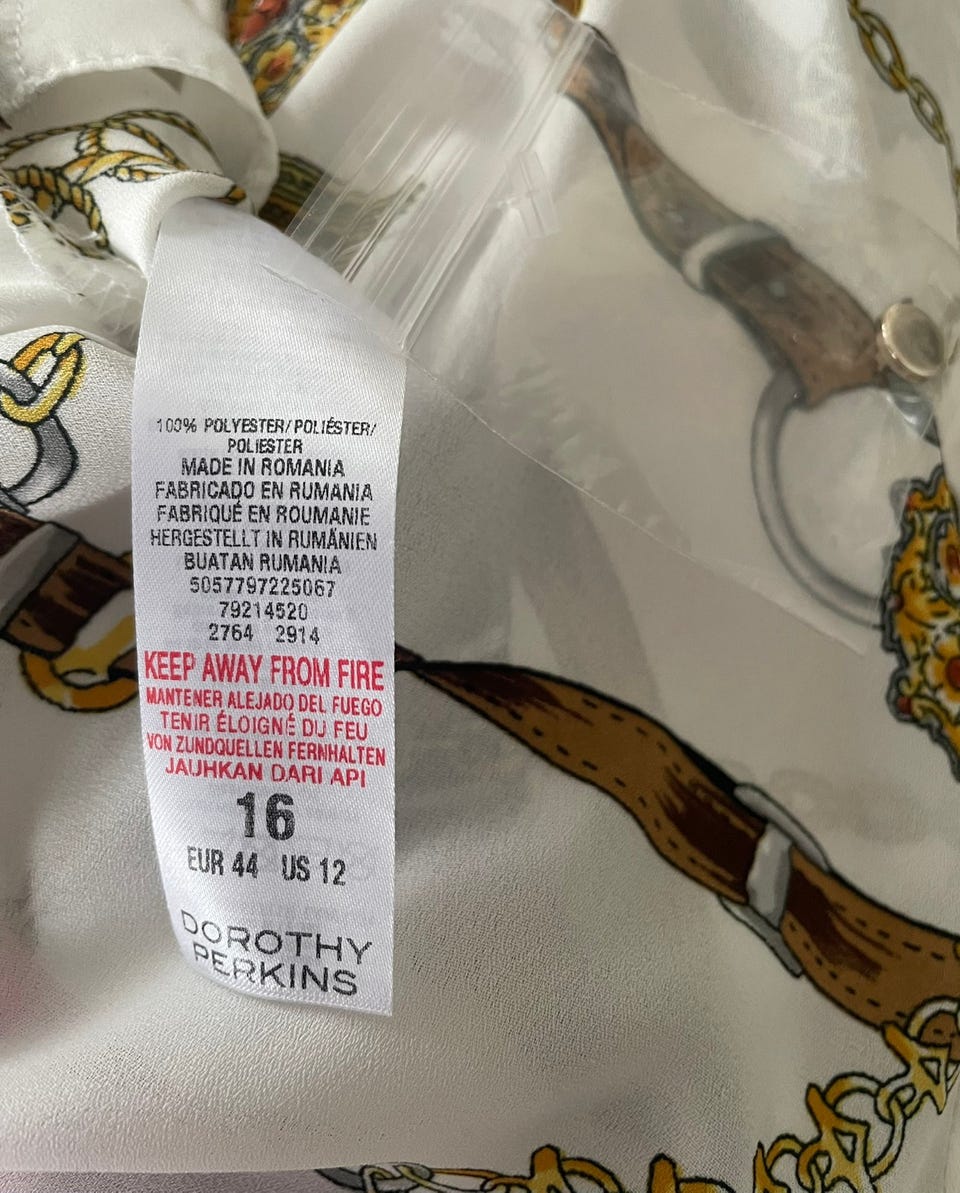 100% POLYESTER/POLIÉSTER/
POLIESTER
MADE IN ROMANIA
FABRICADO EN RUMANIA
FABRIQUÉ EN ROUMANIE
HERGESTELLT IN RUMÄNIEN
BUATAN RUMANIA
5057797225067
79214520
2764 2914
KEEP AWAY FROM FIRE
MANTENER ALEJADO DEL FUEGO
TENIR ÉLOIGNÉ DU FEU
VON ZUNDQUELLEN FERNHALTEN
JAUHKAN DARI API
16
EUR 44 US 12
DOROTHY
PERKINS